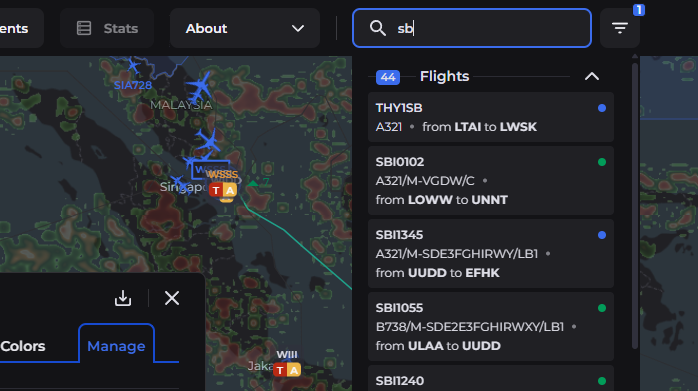 ents
Stats
About
sb
1
44 Flights
THY1SB
A321 • from LTAI to LWSK
SBI0102
A321/M-VGDW/C •
from LOWW to UNNT
SBI1345
A321/M-SDE3FGHIRWY/LB1 •
from UUDD to EFHK
SBI1055
B738/M-SDE2E3FGHIRWXY/LB1 •
from ULAA to UUDD
SBI1240
SIA728
MALAYSIA
WSSS
Singap
T A
Colors
Manage
WIII
Jaka
T A